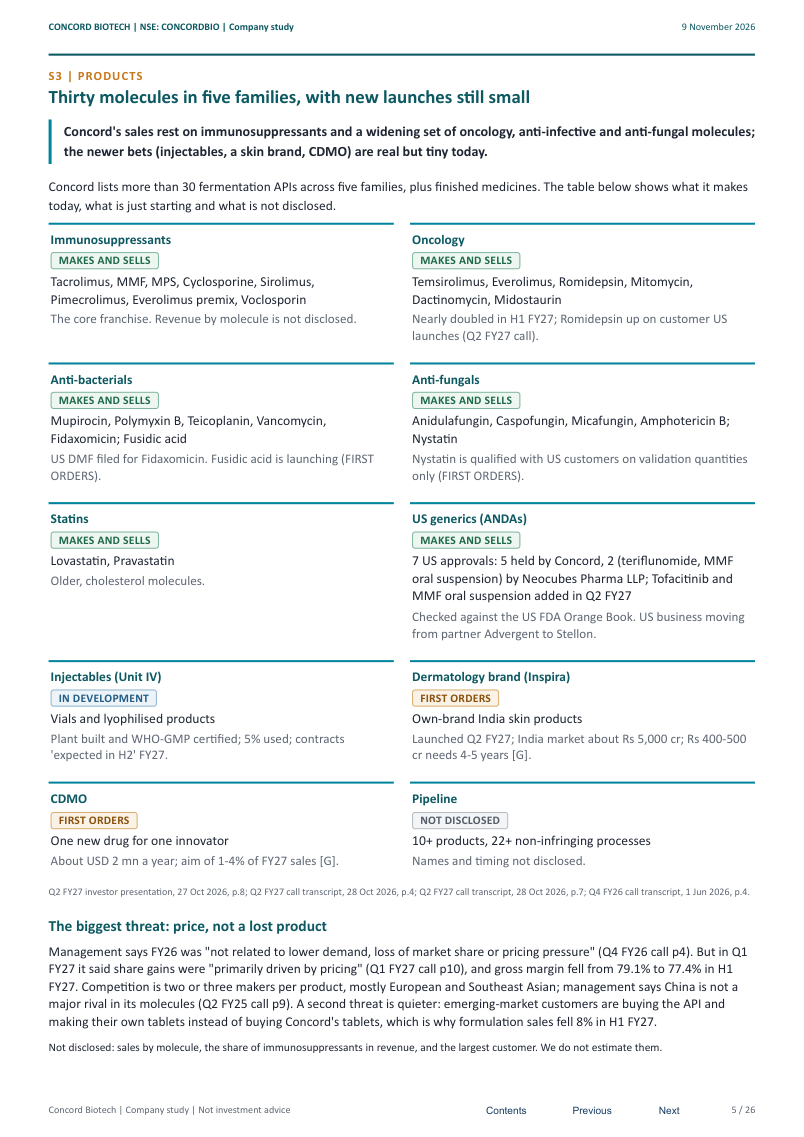 CONCORD BIOTECH | NSE: CONCORDBIO | Company study
9 November 2026
S3 | PRODUCTS
Thirty molecules in five families, with new launches still small
Concord's sales rest on immunosuppressants and a widening set of oncology, anti-infective and anti-fungal molecules;
the newer bets (injectables, a skin brand, CDMO) are real but tiny today.
Concord lists more than 30 fermentation APIs across five families, plus finished medicines. The table below shows what it makes
today, what is just starting and what is not disclosed.
Immunosuppressants
MAKES AND SELLS
Tacrolimus, MMF, MPS, Cyclosporine, Sirolimus,
Pimecrolimus, Everolimus premix, Voclosporin
The core franchise. Revenue by molecule is not disclosed.
Oncology
MAKES AND SELLS
Temsirolimus, Everolimus, Romidepsin, Mitomycin,
Dactinomycin, Midostaurin
Nearly doubled in H1 FY27; Romidepsin up on customer US
launches (Q2 FY27 call).
Anti-bacterials
MAKES AND SELLS
Mupirocin, Polymyxin B, Teicoplanin, Vancomycin,
Fidaxomicin; Fusidic acid
US DMF filed for Fidaxomicin. Fusidic acid is launching (FIRST
ORDERS).
Anti-fungals
MAKES AND SELLS
Anidulafungin, Caspofungin, Micafungin, Amphotericin B;
Nystatin
Nystatin is qualified with US customers on validation quantities
only (FIRST ORDERS).
Statins
MAKES AND SELLS
Lovastatin, Pravastatin
Older, cholesterol molecules.
US generics (ANDAs)
MAKES AND SELLS
7 US approvals: 5 held by Concord, 2 (teriflunomide, MMF
oral suspension) by Neocubes Pharma LLP; Tofacitinib and
MMF oral suspension added in Q2 FY27
Checked against the US FDA Orange Book. US business moving
from partner Advergent to Stellon.
Injectables (Unit IV)
IN DEVELOPMENT
Vials and lyophilised products
Plant built and WHO-GMP certified; 5% used; contracts
'expected in H2' FY27.
Dermatology brand (Inspira)
FIRST ORDERS
Own-brand India skin products
Launched Q2 FY27; India market about Rs 5,000 cr; Rs 400-500
cr needs 4-5 years [G].
CDMO
FIRST ORDERS
One new drug for one innovator
About USD 2 mn a year; aim of 1-4% of FY27 sales [G].
Pipeline
NOT DISCLOSED
10+ products, 22+ non-infringing processes
Names and timing not disclosed.
Q2 FY27 investor presentation, 27 Oct 2026, p.8; Q2 FY27 call transcript, 28 Oct 2026, p.4; Q2 FY27 call transcript, 28 Oct 2026, p.7; Q4 FY26 call transcript, 1 Jun 2026, p.4.
The biggest threat: price, not a lost product
Management says FY26 was "not related to lower demand, loss of market share or pricing pressure" (Q4 FY26 call p4). But in Q1
FY27 it said share gains were "primarily driven by pricing" (Q1 FY27 call p10), and gross margin fell from 79.1% to 77.4% in H1
FY27. Competition is two or three makers per product, mostly European and Southeast Asian; management says China is not a
major rival in its molecules (Q2 FY25 call p9). A second threat is quieter: emerging-market customers are buying the API and
making their own tablets instead of buying Concord's tablets, which is why formulation sales fell 8% in H1 FY27.
Not disclosed: sales by molecule, the share of immunosuppressants in revenue, and the largest customer. We do not estimate them.
Concord Biotech | Company study | Not investment advice
Contents
Previous
Next
5 / 26